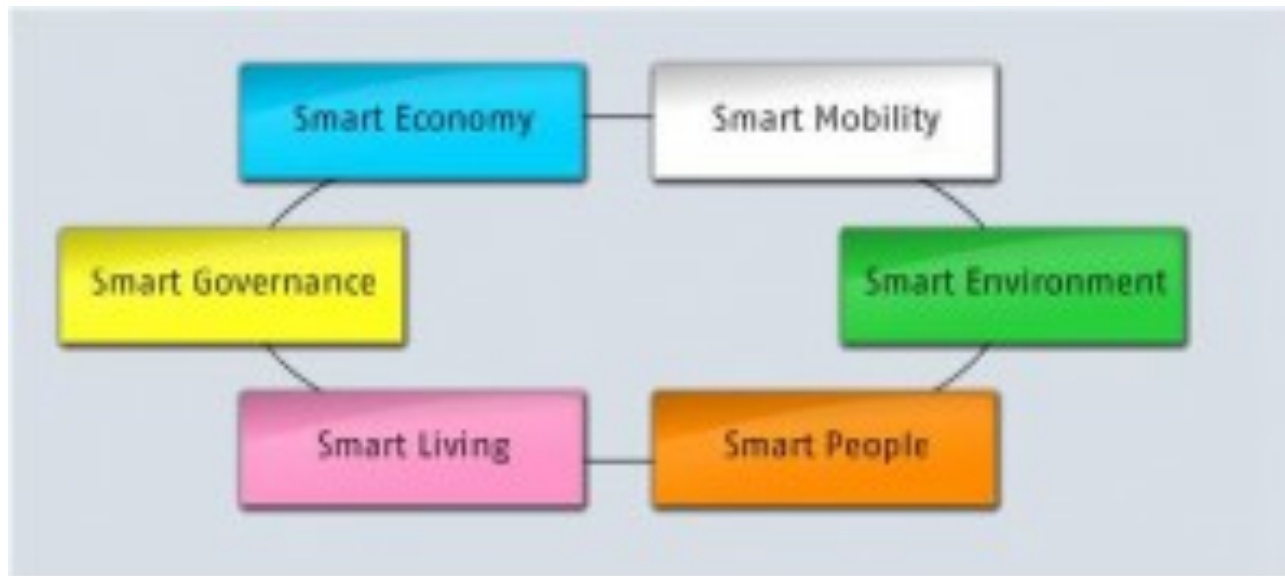 Smart Economy
Smart Mobility
Smart Governance
Smart Environment
Smart Living
Smart People